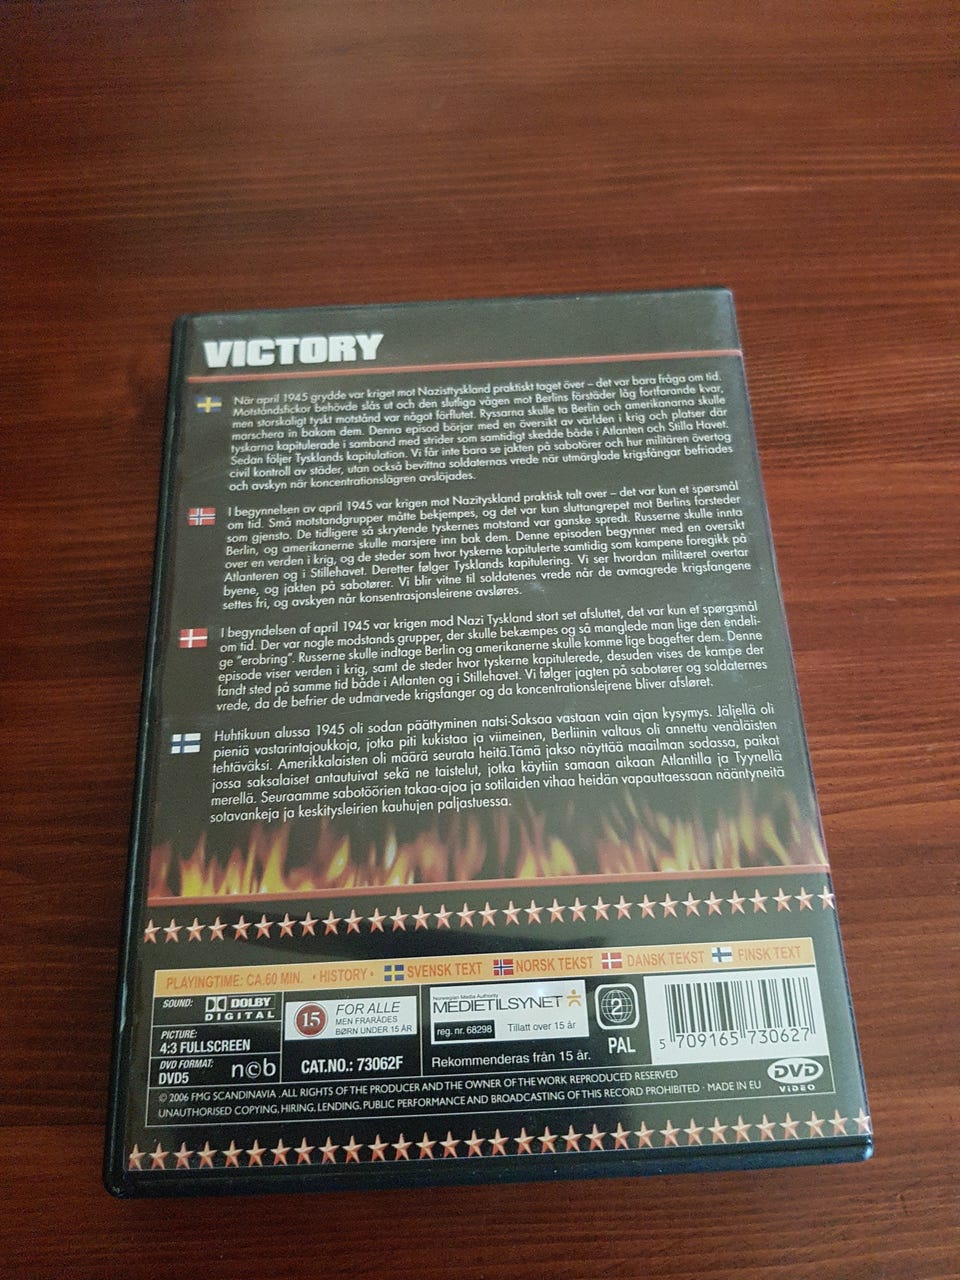 VICTORY
När april 1945 grydde var kriget mot Nazisttyskland praktiskt taget över – det var bara fråga om tid.
Motståndsfickor behövde slås ut och den slutliga vägen mot Berlins förstäder låg fortfarande kvar,
men storskaligt tyskt motstånd var något förflutet. Ryssarna skulle ta Berlin och amerikanarna skulle
marschera in bakom dem. Denna episod börjar med en översikt av världen i krig och platser där
tyskarna kapitulerade i samband med strider som samtidigt skedde både i Atlanten och Stilla Havet.
Sedan följer Tysklands kapitulation. Vi får inte bara se jakten på sabotörer och hur militären övertog
civil kontroll av städer, utan också bevittna soldaternas vrede när utmärglade krigsfångar befriades
och avskyn när koncentrationslägren avslöjades.
I begynnelsen av april 1945 var krigen mot Nazityskland praktisk talt over – det var kun et spørsmål
om tid. Små motstandgrupper måtte bekjempes, og det var kun sluttangrepet mot Berlins forsteder
som gjensto. De tidligere så skrytende tyskernes motstand var ganske spredt. Russerne skulle innta
Berlin, og amerikanerne skulle marsjere inn bak dem. Denne episoden begynner med en oversikt
over en verden i krig, og de steder som hvor tyskerne kapitulerte samtidig som kampene foregikk på
Atlanteren og i Stillehavet. Deretter følger Tysklands kapitulering. Vi ser hvordan militæret overtar
byene, og jakten på sabotører. Vi blir vitne til soldatenes vrede når de avmagrede krigsfangene
settes fri, og avskyen når konsentrasjonsleirene avsløres.
I begyndelsen af april 1945 var krigen mod Nazi Tyskland stort set afsluttet, det var kun et spørgsmål
om tid. Der var nogle modstands grupper, der skulle bekæmpes og så manglede man lige den endeli-
ge "erobring". Russerne skulle indtage Berlin og amerikanerne skulle komme lige bagefter dem. Denne
episode viser verden i krig, samt de steder hvor tyskerne kapitulerede, desuden vises de kampe der
fandt sted på samme tid både i Atlanten og i Stillehavet. Vi følger jagten på sabotører og soldaternes
vrede, da de befrier de udmarvede krigsfanger og da koncentrationslejrene bliver afsløret.
Huhtikuun alussa 1945 oli sodan päättyminen natsi-Saksaa vastaan vain ajan kysymys. Jäljellä oli
pieniä vastarintajoukkoja, jotka piti kukistaa ja viimeinen, Berliinin valtaus oli annettu venäläisten
tehtäväksi. Amerikkalaisten oli määrä seurata heitä.Tämä jakso näyttää maailman sodassa, paikat
jossa saksalaiset antautuivat sekä ne taistelut, jotka käytiin samaan aikaan Atlantilla ja Tyynellä
merellä. Seuraamme sabotöörien takaa-ajoa ja sotilaiden vihaa heidän vapauttaessaan nääntyneitä
sotavankeja ja keskitysleirien kauhujen paljastuessa.
PLAYINGTIME: CA.60 MIN. • HISTORY • SVENSK TEXT NORSK TEKST DANSK TEKST FINSK TEXT
SOUND: DOLBY
DIGITAL
PICTURE:
4:3 FULLSCREEN
DVD FORMAT:
DVD5
ncb
15
FOR ALLE
MEN FRARÅDES
BØRN UNDER 15 ÅR
CAT.NO.: 73062F
Norwegian Media Authority
MEDIETILSYNET
reg. nr. 68298
Tillatt over 15 år
Rekommenderas från 15 år.
2
PAL
5 709165 730627
DVD
VIDEO
© 2006 FMG SCANDINAVIA . ALL RIGHTS OF THE PRODUCER AND THE OWNER OF THE WORK REPRODUCED RESERVED
UNAUTHORISED COPYING, HIRING, LENDING, PUBLIC PERFORMANCE AND BROADCASTING OF THIS RECORD PROHIBITED · MADE IN EU